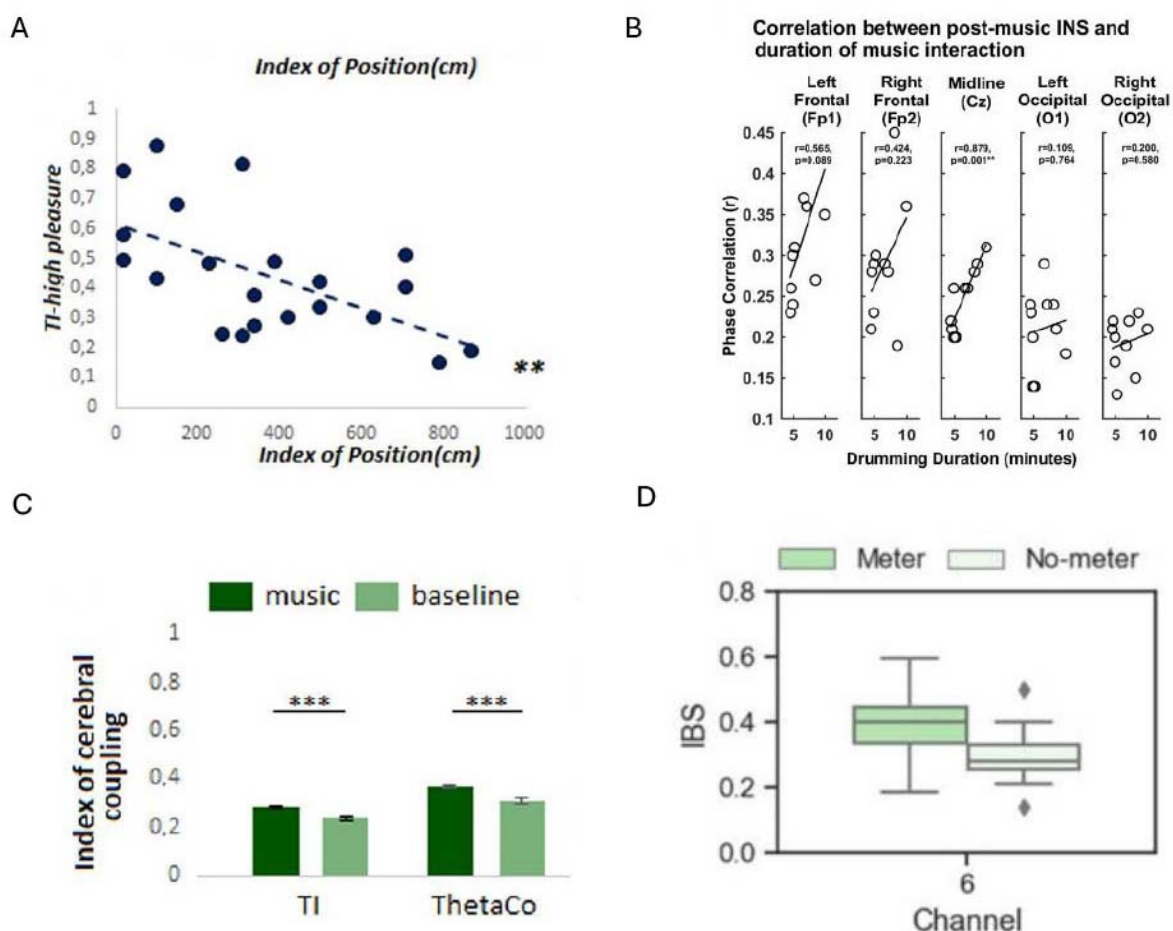 A
Index of Position(cm)
TI-high pleasure
1
0,9
0,8
0,7
0,6
0,5
0,4
0,3
0,2
0,1
0
**
0 200 400 600 800 1000
Index of Position(cm)
B
Correlation between post-music INS and
duration of music interaction
Left
Frontal
(Fp1)
Right
Frontal
(Fp2)
Midline
(Cz)
Left
Occipital
(O1)
Right
Occipital
(O2)
r=0.565,
p=0.089
r=0.424,
p=0.223
r=0.879,
p=0.001**
r=0.109,
p=0.764
r=0.200,
p=0.580
Phase Correlation (r)
0.45
0.4
0.35
0.3
0.25
0.2
0.15
0.1
5 10 5 10 5 10 5 10 5 10
Drumming Duration (minutes)
C
music baseline
Index of cerebral
coupling
1
0,8
0,6
0,4
0,2
0
*** ***
TI ThetaCo
D
Meter No-meter
IBS
0.8
0.6
0.4
0.2
0.0
6
Channel